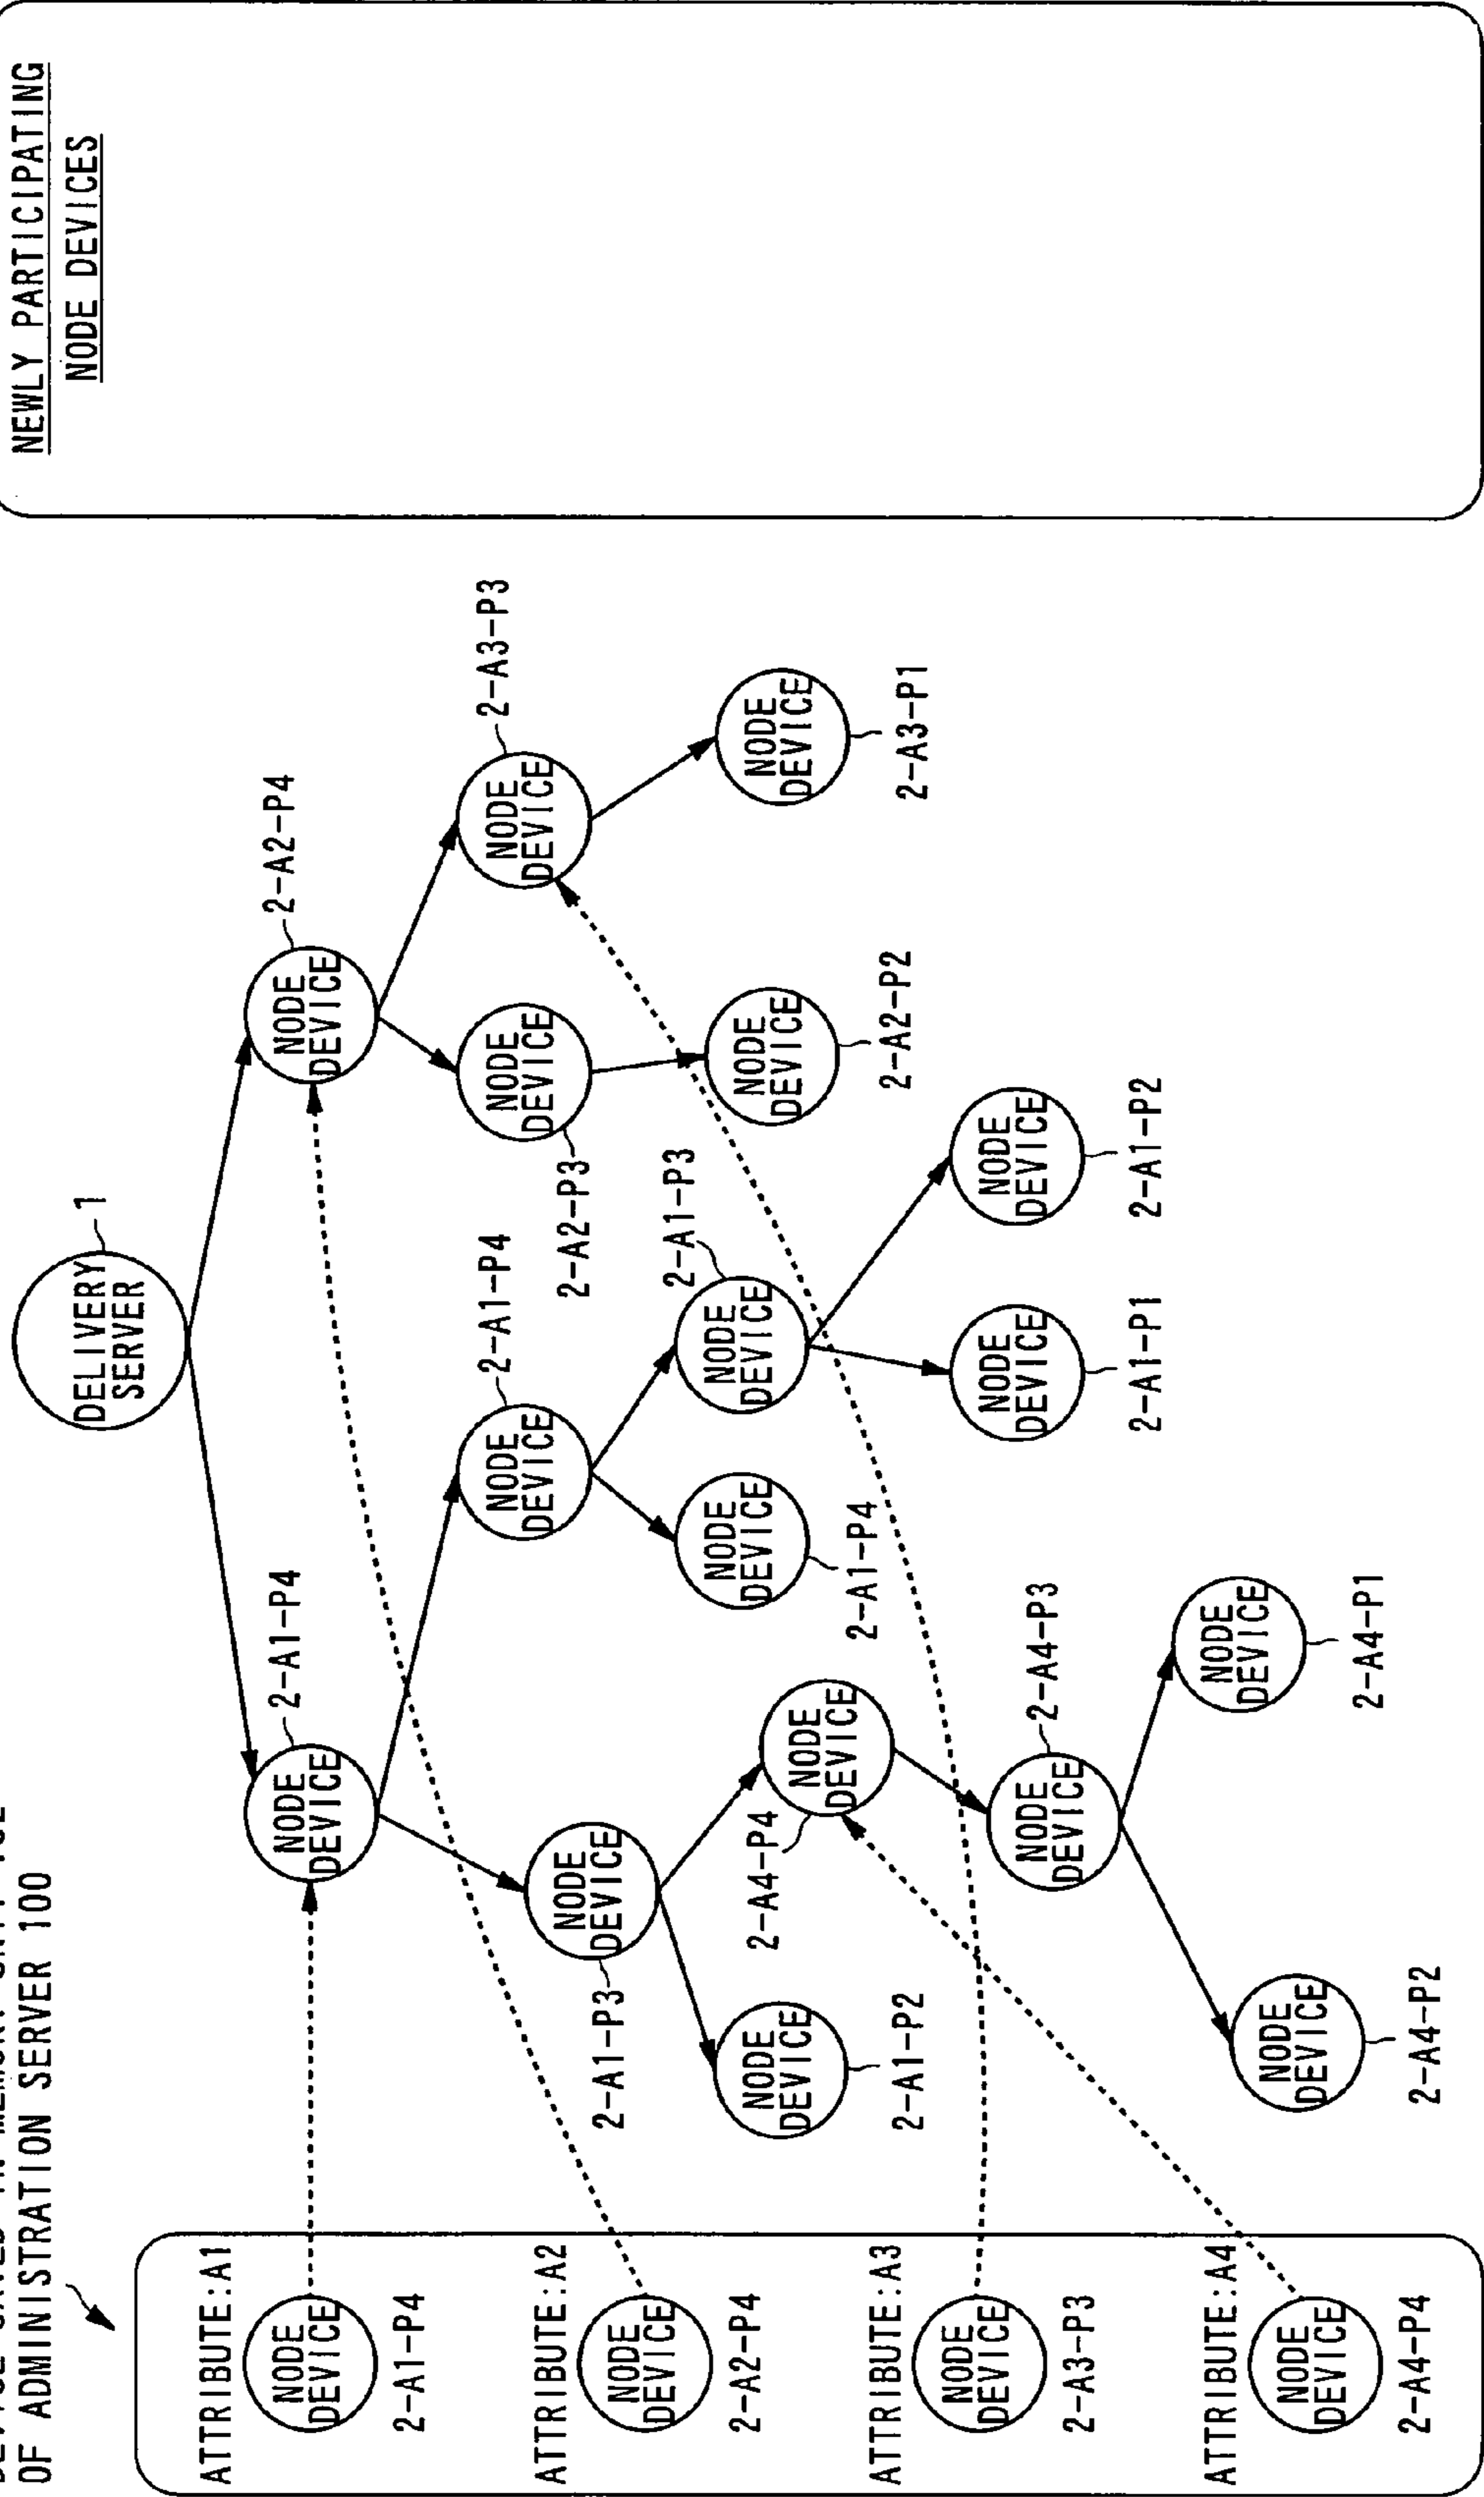 OF ADMINISTRATION SERVER 100
ATTRIBUTE:A1
NODE
DEVICE
2-A1-P4
ATTRIBUTE:A2
NODE
DEVICE
2-A2-P4
ATTRIBUTE:A3
NODE
DEVICE
2-A3-P3
ATTRIBUTE:A4
NODE
DEVICE
2-A4-P4
DELIVERY
SERVER
1
NODE
DEVICE
2-A1-P4
NODE
DEVICE
2-A2-P4
NODE
DEVICE
2-A1-P3
NODE
DEVICE
2-A1-P4
NODE
DEVICE
2-A2-P3
NODE
DEVICE
2-A3-P3
NODE
DEVICE
2-A1-P2
NODE
DEVICE
2-A4-P4
NODE
DEVICE
2-A1-P4
NODE
DEVICE
2-A1-P3
NODE
DEVICE
2-A2-P2
NODE
DEVICE
2-A3-P1
NODE
DEVICE
2-A4-P3
NODE
DEVICE
2-A1-P1
NODE
DEVICE
2-A1-P2
NODE
DEVICE
2-A4-P2
NODE
DEVICE
2-A4-P1
NEWLY PARTICIPATING
NODE DEVICES